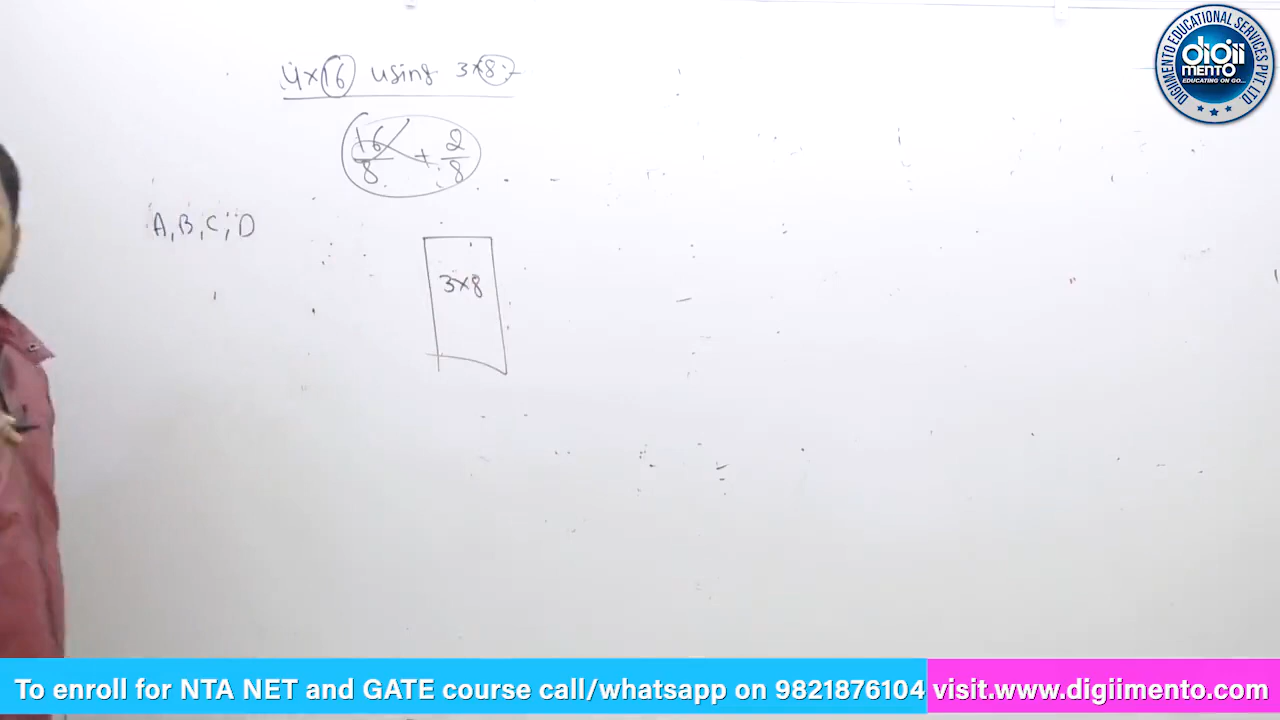 4×16 using 3×8:-
16/8 + 2/8
A, B, C, D
3×8
DIGIIMENTO EDUCATIONAL SERVICES PVT. LTD
digii
MENTO
EDUCATING ON GO...
To enroll for NTA NET and GATE course call/whatsapp on 9821876104 visit.www.digiimento.com